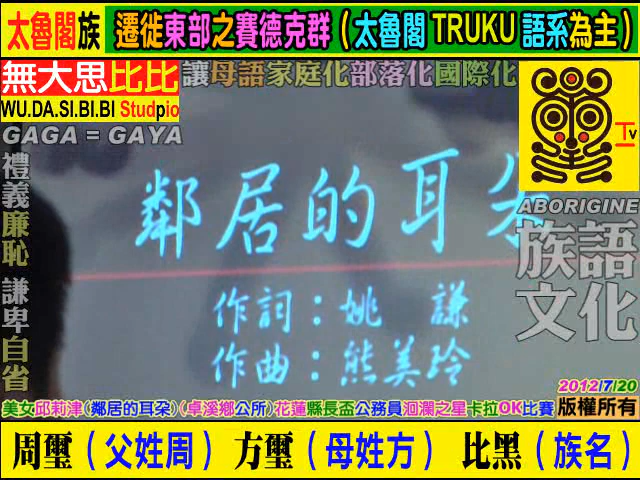 太魯閣族 遷徙東部之賽德克群(太魯閣 TRUKU 語系為主)
無大思比比
讓母語家庭化部落化國際化
WU.DA.SI.BI.BI Studpio
Tv
GAGA = GAYA
禮義廉恥 謙卑自省
鄰居的耳朵
ABORIGINE
族語
文化
作詞:姚 謙
作曲:熊美玲
2012/7/20
美女邱莉津(鄰居的耳朶)(卓溪鄉公所)花蓮縣長盃公務員洄瀾之星卡拉OK比賽
版權所有
周璽(父姓周) 方璽(母姓方) 比黑(族名)